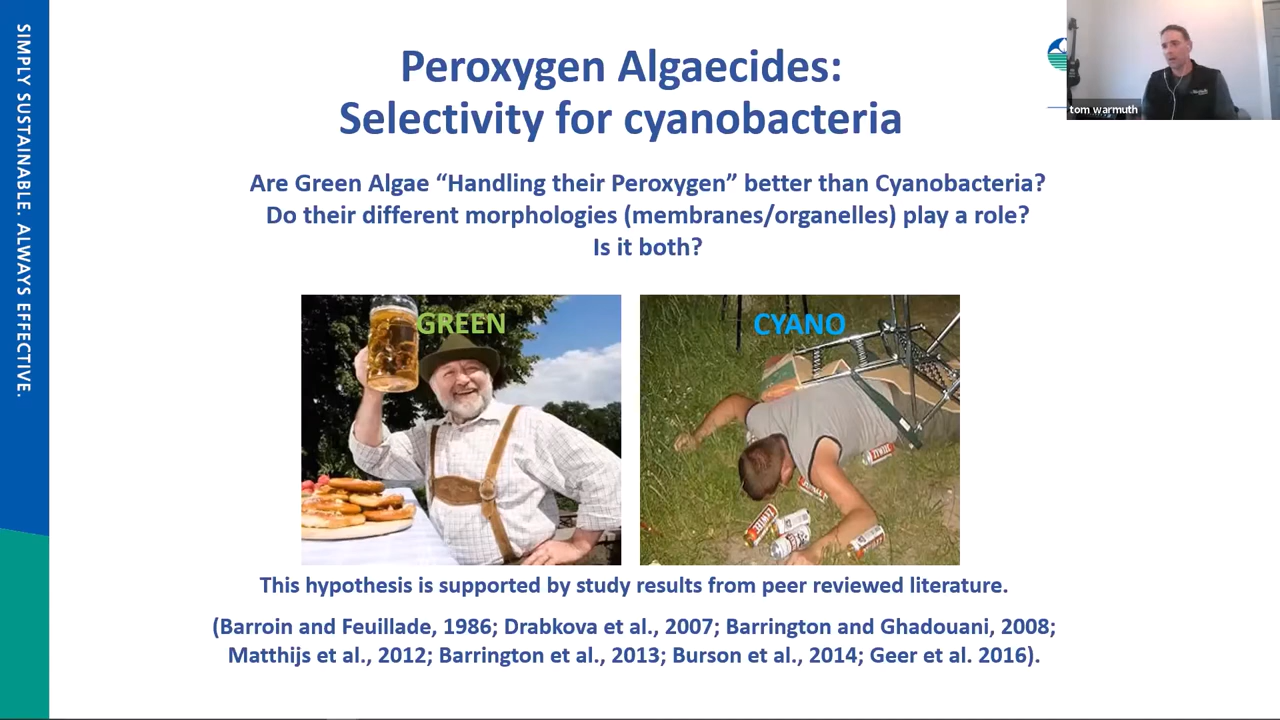 SIMPLY SUSTAINABLE. ALWAYS EFFECTIVE.
Peroxygen Algaecides:
Selectivity for cyanobacteria
tom warmuth
Are Green Algae “Handling their Peroxygen” better than Cyanobacteria?
Do their different morphologies (membranes/organelles) play a role?
Is it both?
GREEN
CYANO
This hypothesis is supported by study results from peer reviewed literature.
(Barroin and Feuillade, 1986; Drabkova et al., 2007; Barrington and Ghadouani, 2008;
Matthijs et al., 2012; Barrington et al., 2013; Burson et al., 2014; Geer et al. 2016).